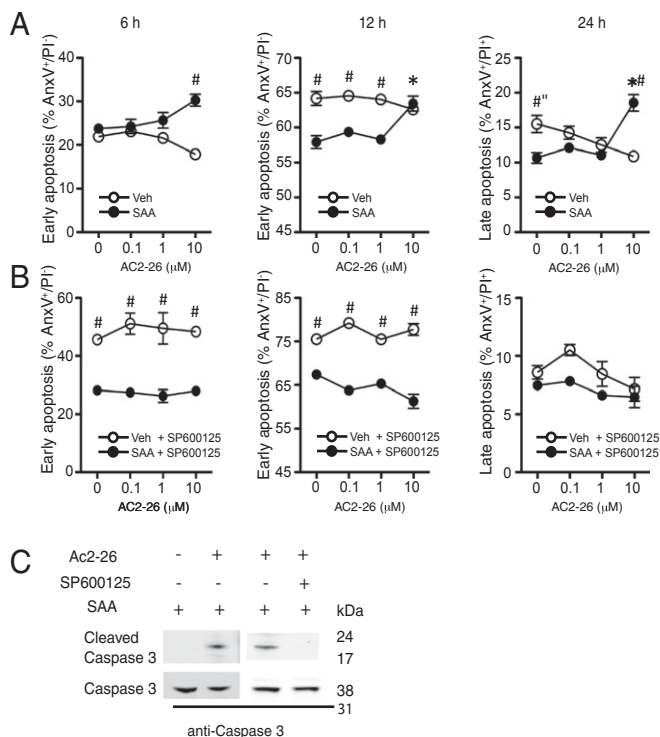 A
6 h
12 h
24 h
Early apoptosis (% AnxV⁺/PI⁻)
40
30
20
10
0
#
Veh
SAA
0 0.1 1 10
AC2-26 (μM)
Early apoptosis (% AnxV⁺/PI⁻)
70
65
60
55
45
# # # *
Veh
SAA
0 0.1 1 10
AC2-26 (μM)
Late apoptosis (% AnxV⁺/PI⁺)
25
20
15
10
5
0
#" *#
Veh
SAA
0 0.1 1 10
AC2-26 (μM)
B
Early apoptosis (% AnxV⁺/PI⁻)
80
60
40
20
0
# # # #
Veh + SP600125
SAA + SP600125
0 0.1 1 10
AC2-26 (μM)
Early apoptosis (% AnxV⁺/PI⁻)
85
75
65
55
45
# # # #
Veh + SP600125
SAA + SP600125
0 0.1 1 10
AC2-26 (μM)
Late apoptosis (% AnxV⁺/PI⁺)
15
10
5
0
Veh + SP600125
SAA + SP600125
0 0.1 1 10
AC2-26 (μM)
C
Ac2-26 - + + +
SP600125 - - - +
SAA + + + + kDa
Cleaved 24
Caspase 3 17
Caspase 3 38
31
anti-Caspase 3